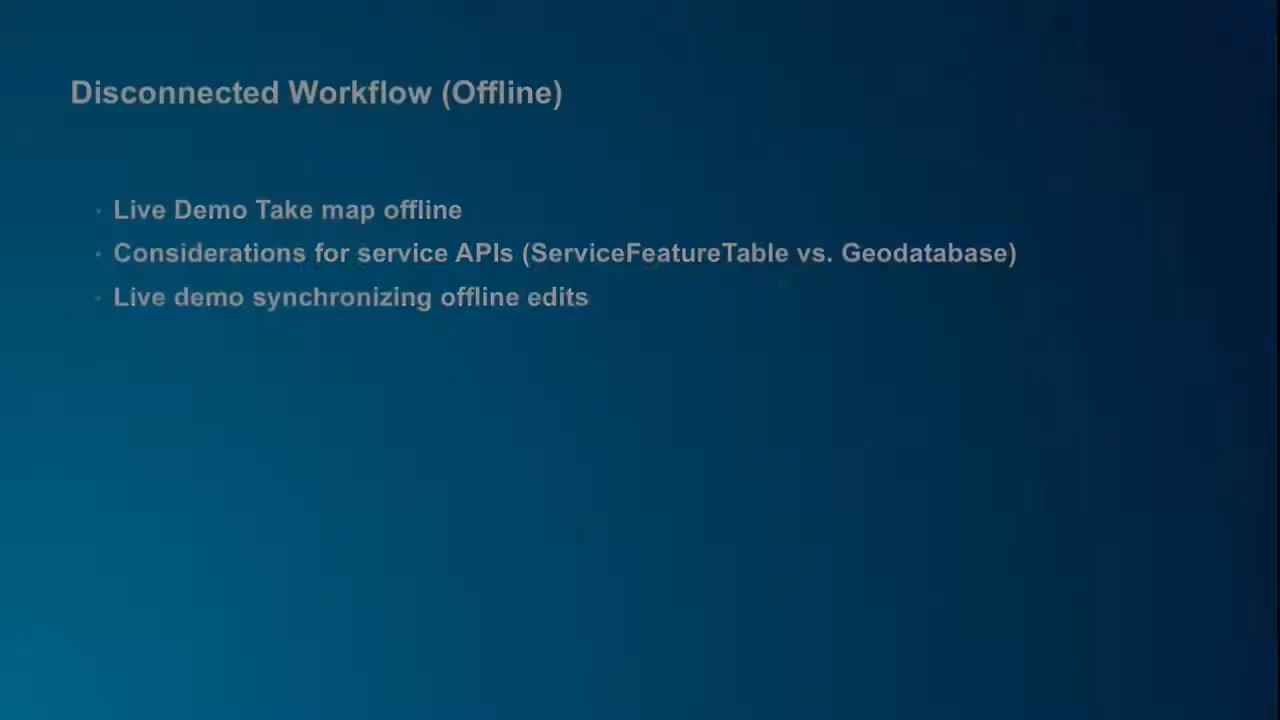 Disconnected Workflow (Offline)
· Live Demo Take map offline
· Considerations for service APIs (ServiceFeatureTable vs. Geodatabase)
· Live demo synchronizing offline edits